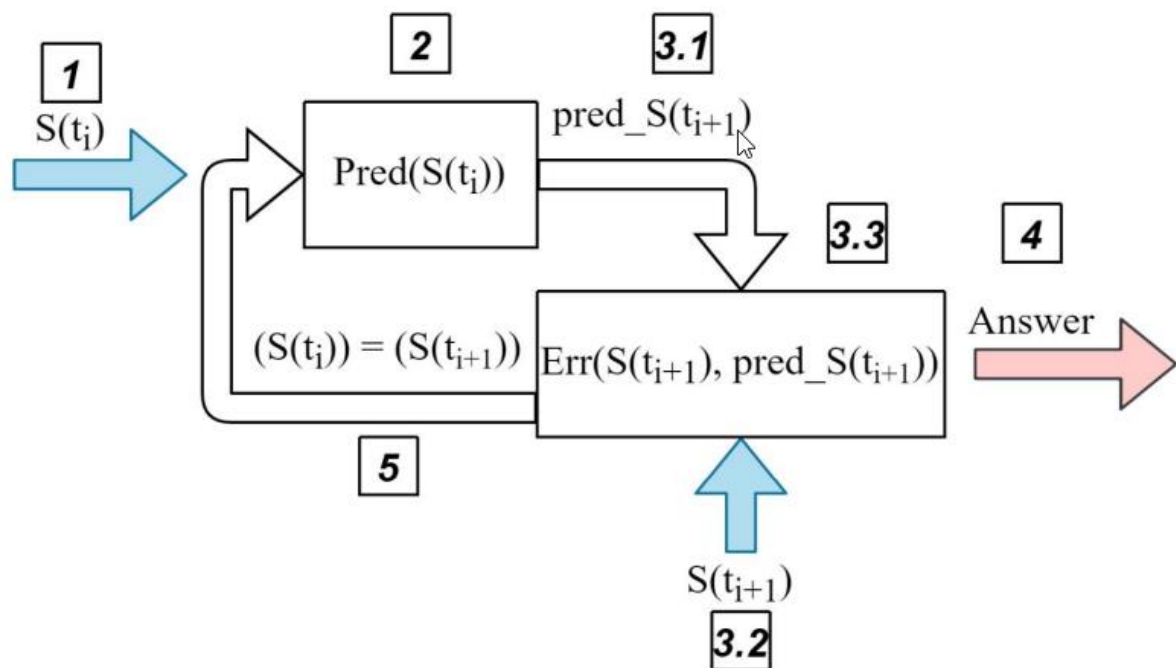 1
S(tᵢ)
2
Pred(S(tᵢ))
3.1
pred_S(tᵢ₊₁)
3.3
Err(S(tᵢ₊₁), pred_S(tᵢ₊₁))
4
Answer
(S(tᵢ)) = (S(tᵢ₊₁))
5
S(tᵢ₊₁)
3.2